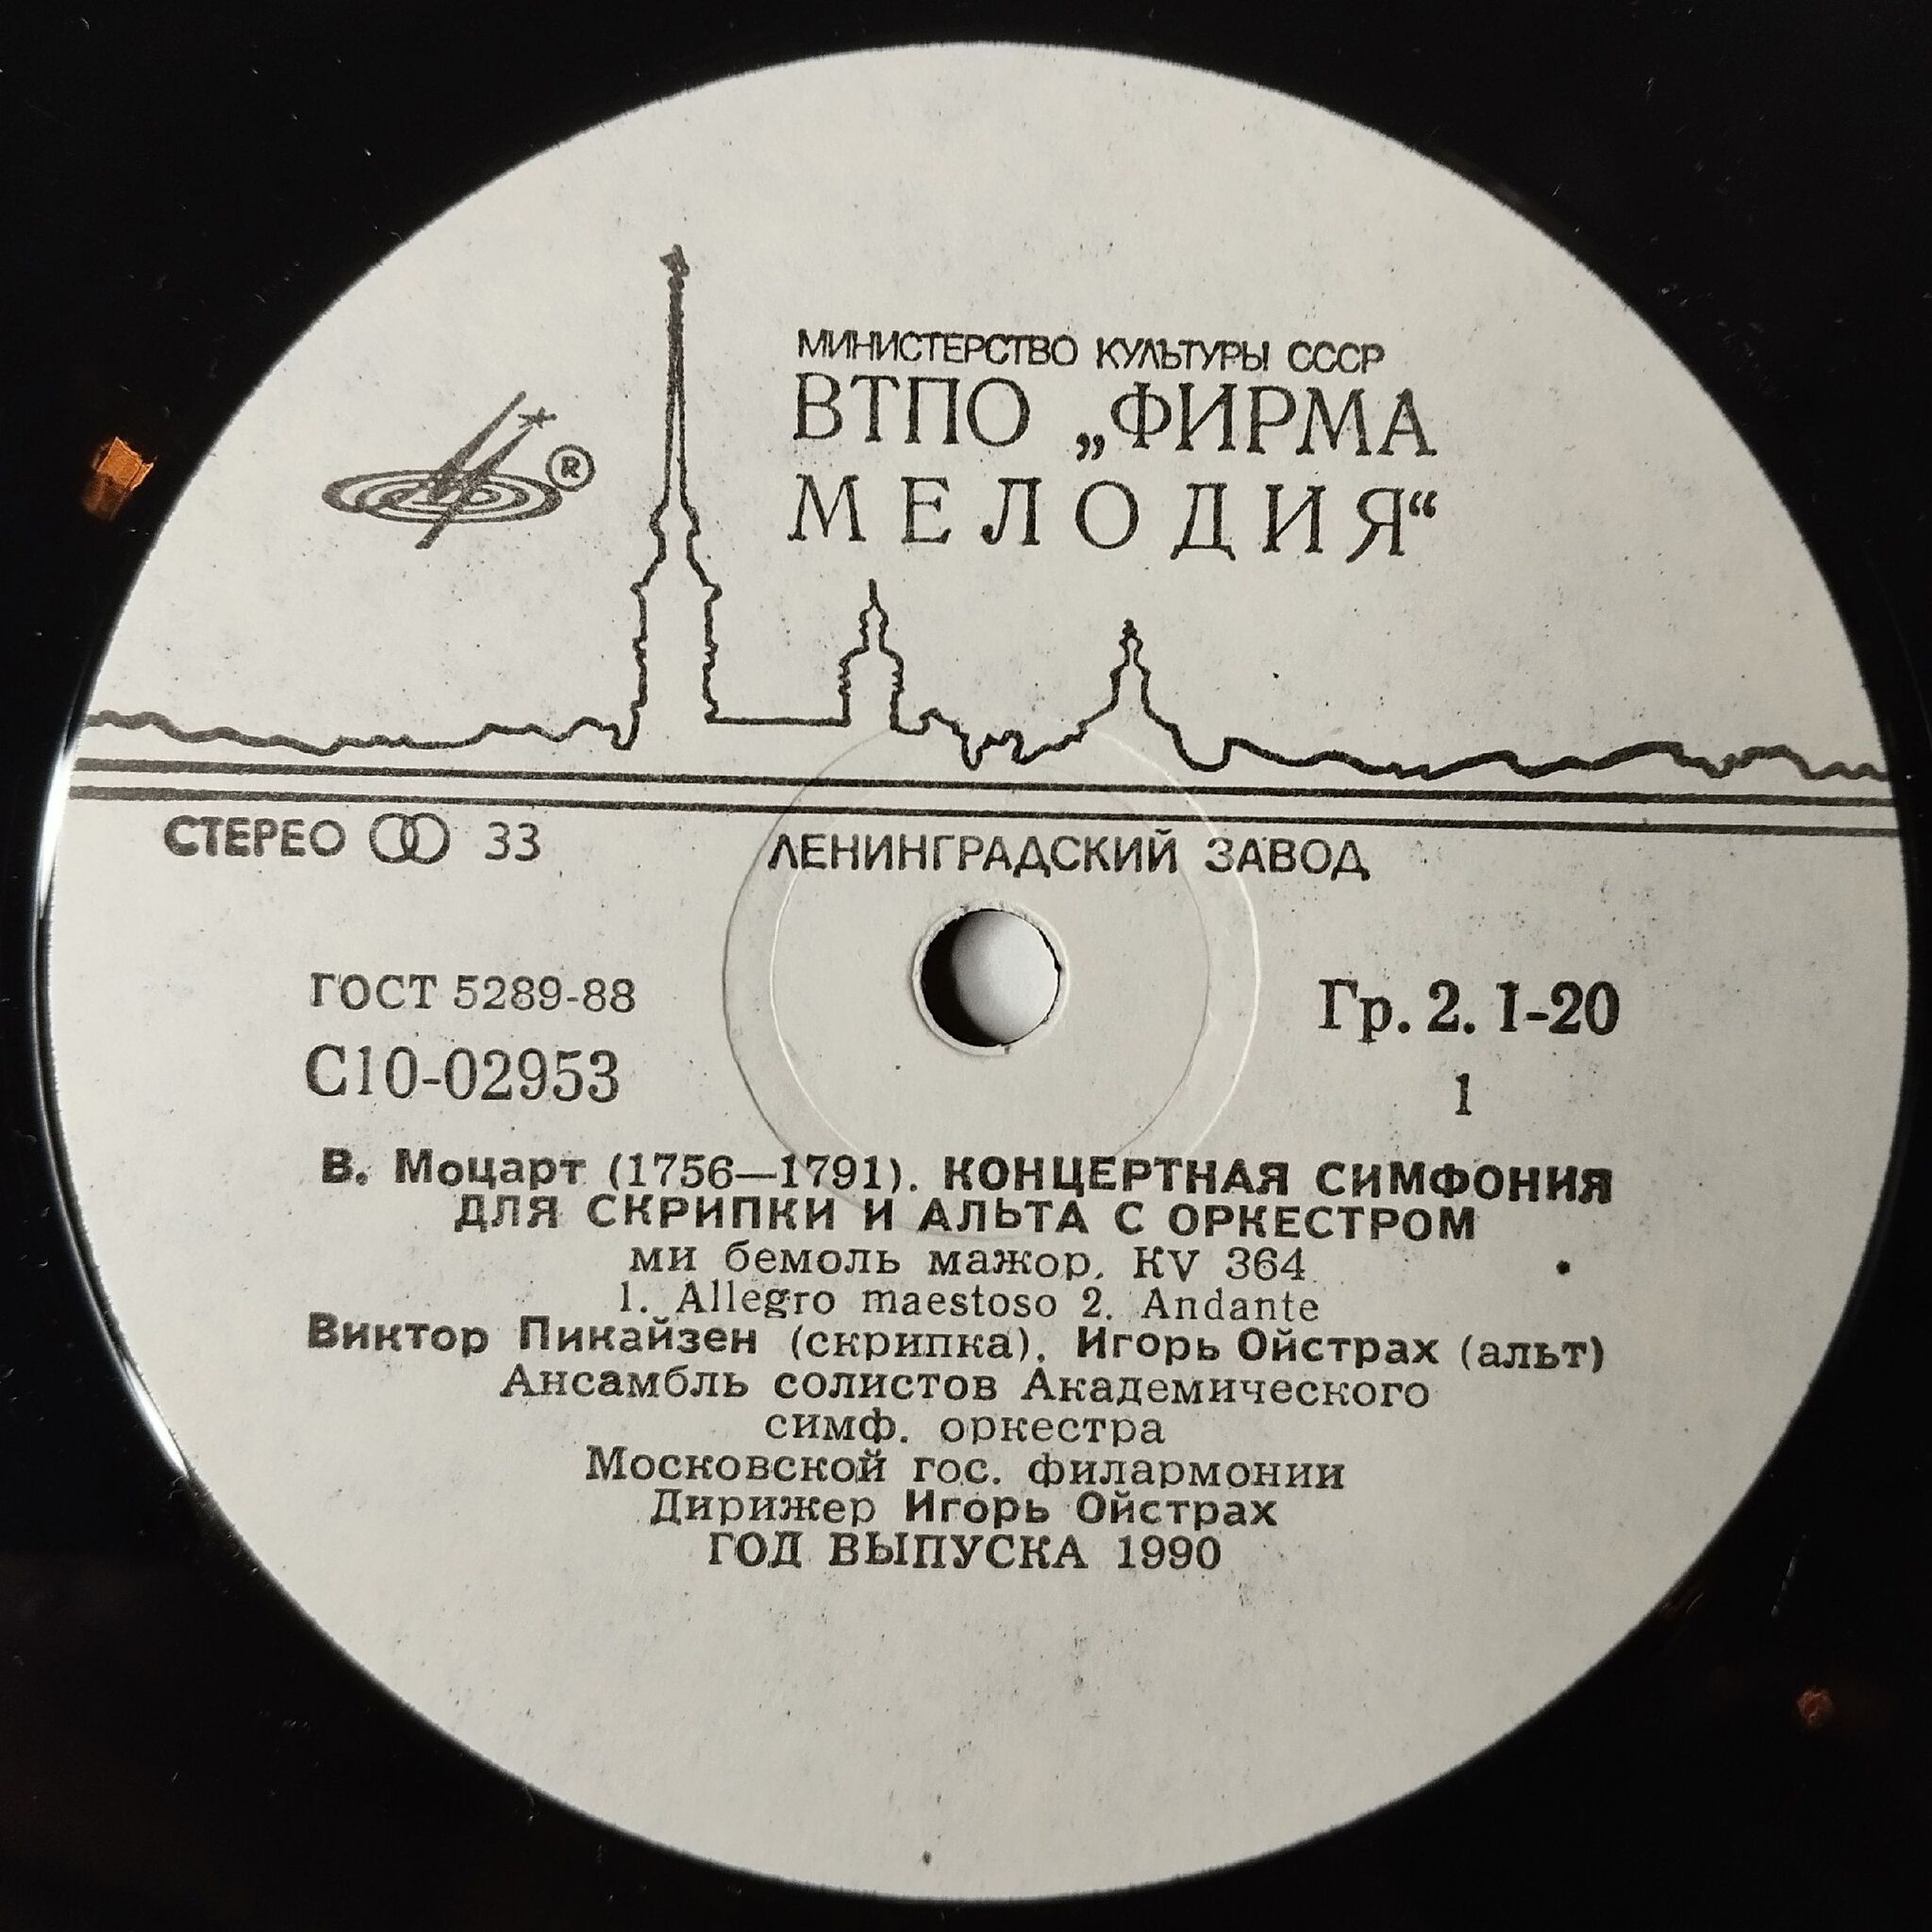 МИНИСТЕРСТВО КУЛЬТУРЫ СССР
ВТПО „ФИРМА
МЕЛОДИЯ“
®
СТЕРЕО 33
ЛЕНИНГРАДСКИЙ ЗАВОД
ГОСТ 5289-88
Гр. 2. 1-20
С10-02953
1
В. Моцарт (1756—1791). КОНЦЕРТНАЯ СИМФОНИЯ
ДЛЯ СКРИПКИ И АЛЬТА С ОРКЕСТРОМ
ми бемоль мажор, KV 364
1. Allegro maestoso 2. Andante
Виктор Пикайзен (скрипка), Игорь Ойстрах (альт)
Ансамбль солистов Академического
симф. оркестра
Московской гос. филармонии
Дирижер Игорь Ойстрах
ГОД ВЫПУСКА 1990